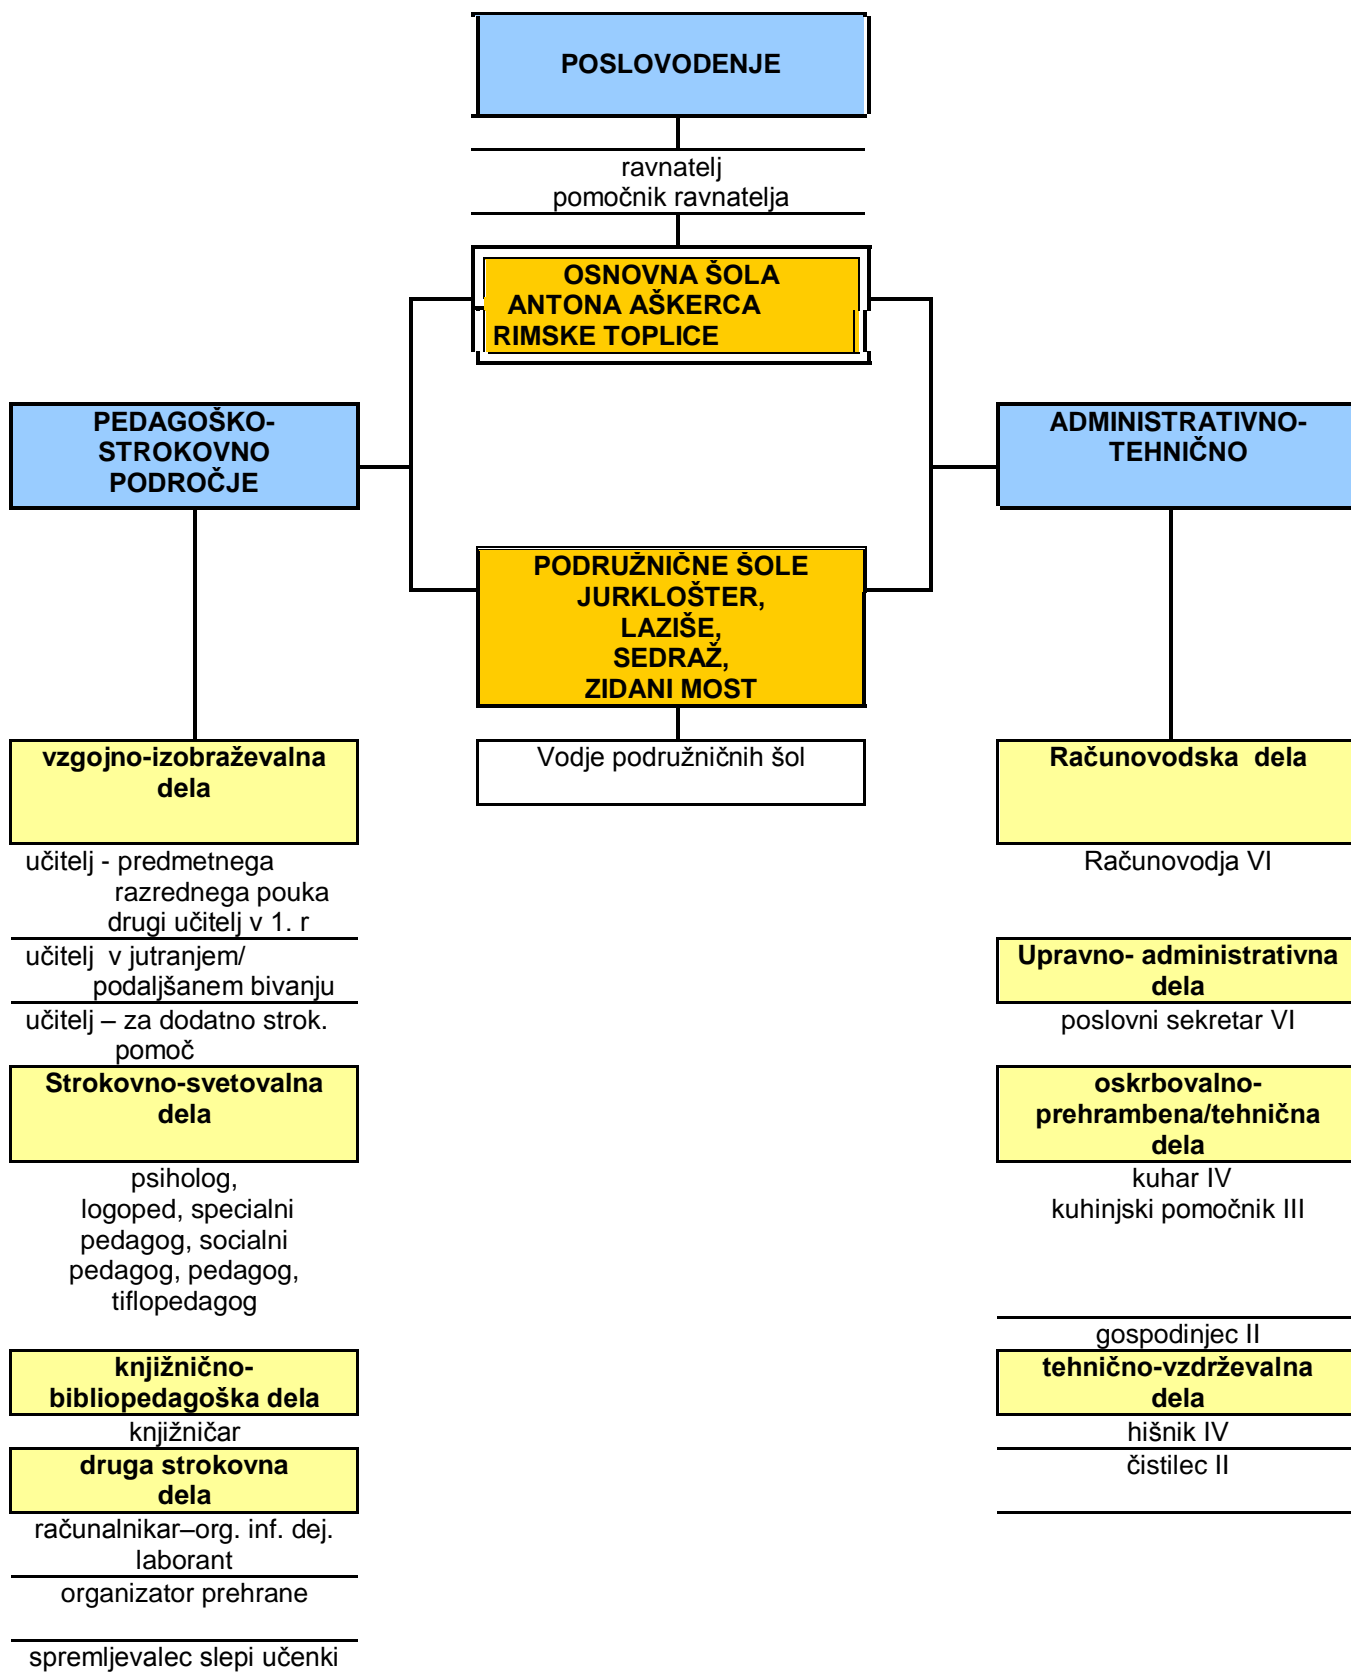 POSLOVODENJE
ravnatelj
pomočnik ravnatelja
OSNOVNA ŠOLA
ANTONA AŠKERCA
RIMSKE TOPLICE
PEDAGOŠKO-
STROKOVNO
PODROČJE
ADMINISTRATIVNO-
TEHNIČNO
PODRUŽNIČNE ŠOLE
JURKLOŠTER,
LAZIŠE,
SEDRAŽ,
ZIDANI MOST
Vodje podružničnih šol
vzgojno-izobraževalna
dela
učitelj - predmetnega
razrednega pouka
drugi učitelj v 1. r
učitelj v jutranjem/
podaljšanem bivanju
učitelj – za dodatno strok.
pomoč
Strokovno-svetovalna
dela
psiholog,
logoped, specialni
pedagog, socialni
pedagog, pedagog,
tiflopedagog
knjižnično-
bibliopedagoška dela
knjižničar
druga strokovna
dela
računalnikar–org. inf. dej.
laborant
organizator prehrane
spremljevalec slepi učenki
Računovodska dela
Računovodja VI
Upravno- administrativna
dela
poslovni sekretar VI
oskrbovalno-
prehrambena/tehnična
dela
kuhar IV
kuhinjski pomočnik III
gospodinjec II
tehnično-vzdrževalna
dela
hišnik IV
čistilec II